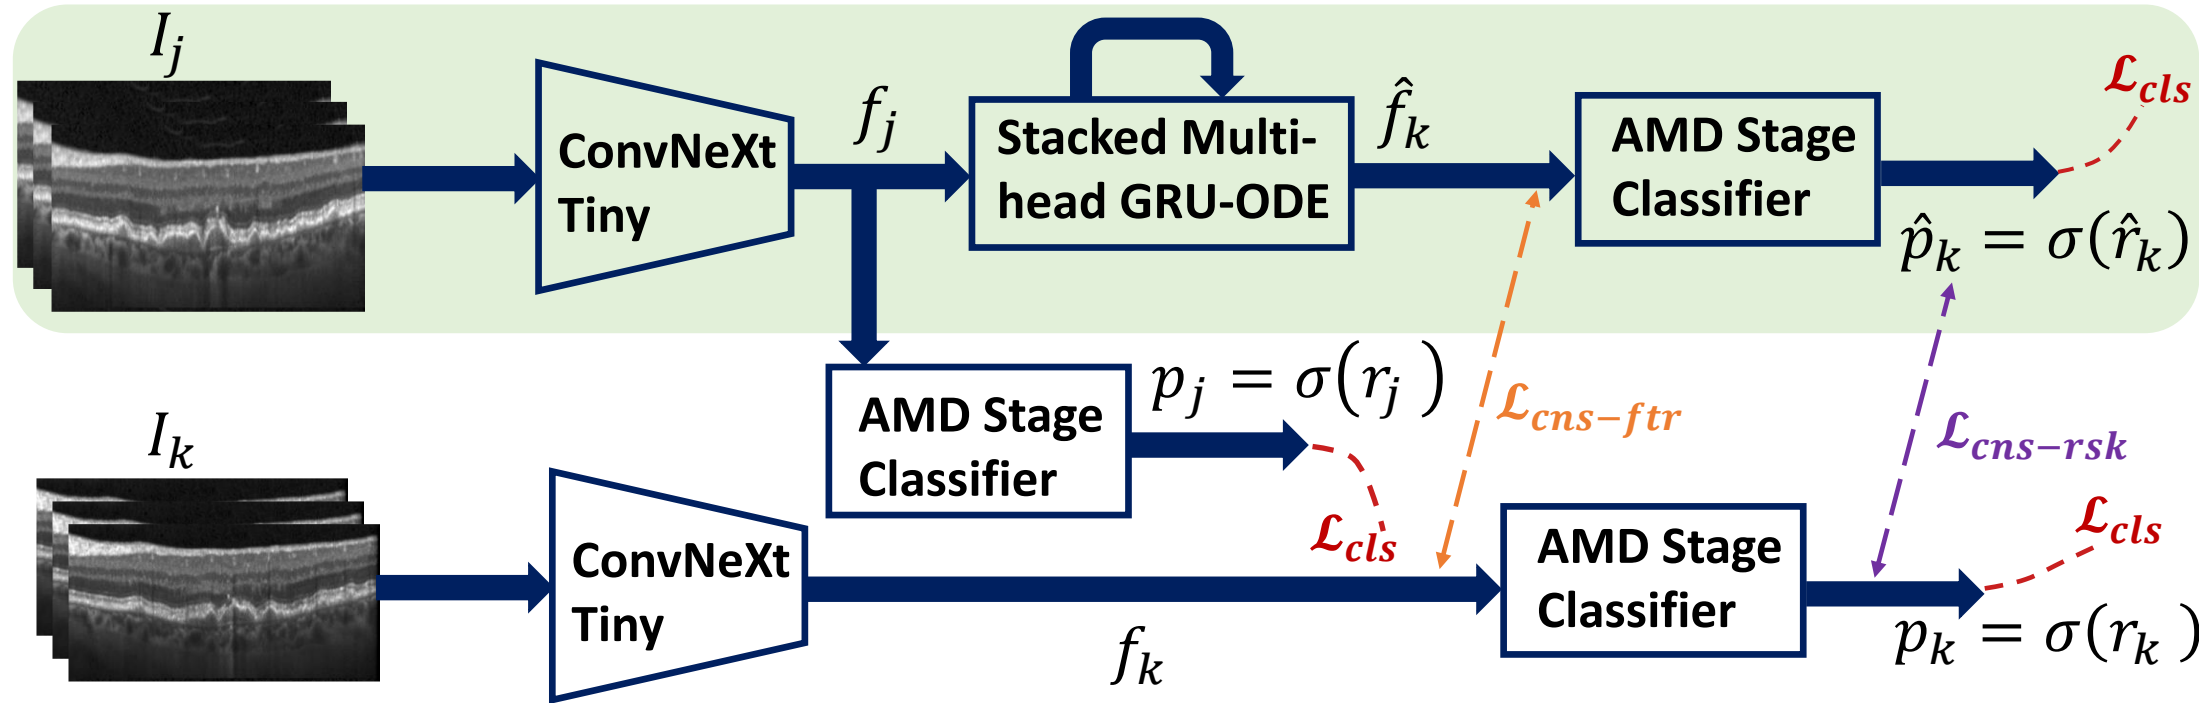 I_j
ConvNeXt
Tiny
f_j
Stacked Multi-
head GRU-ODE
f̂_k
AMD Stage
Classifier
ℒ_cls
p̂_k = σ(r̂_k)
AMD Stage
Classifier
p_j = σ(r_j)
ℒ_cls
ℒ_cns−ftr
ℒ_cns−rsk
I_k
ConvNeXt
Tiny
f_k
AMD Stage
Classifier
ℒ_cls
p_k = σ(r_k)